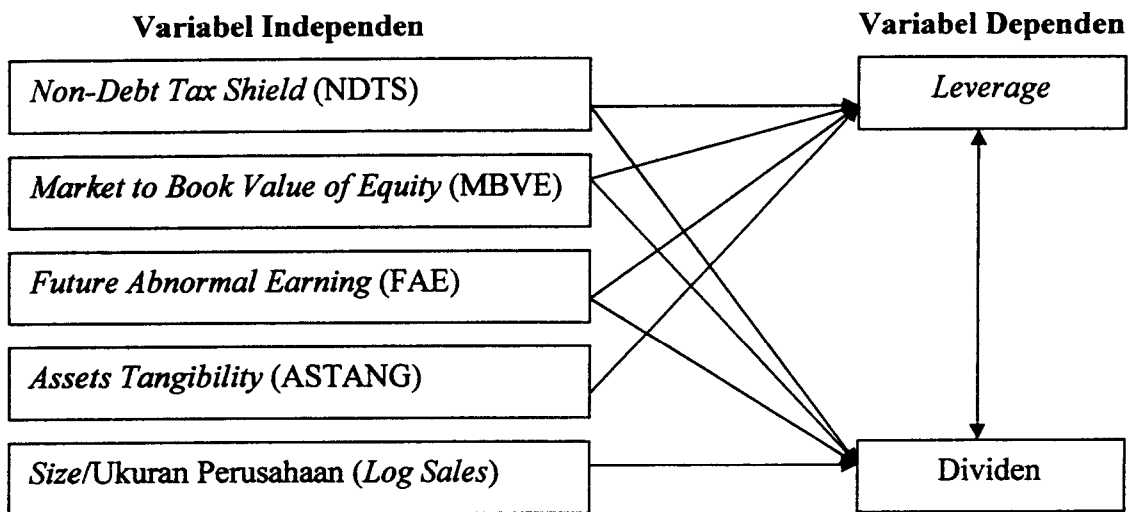 Variabel Independen
Variabel Dependen
Non-Debt Tax Shield (NDTS)
Leverage
Market to Book Value of Equity (MBVE)
Future Abnormal Earning (FAE)
Assets Tangibility (ASTANG)
Size/Ukuran Perusahaan (Log Sales)
Dividen